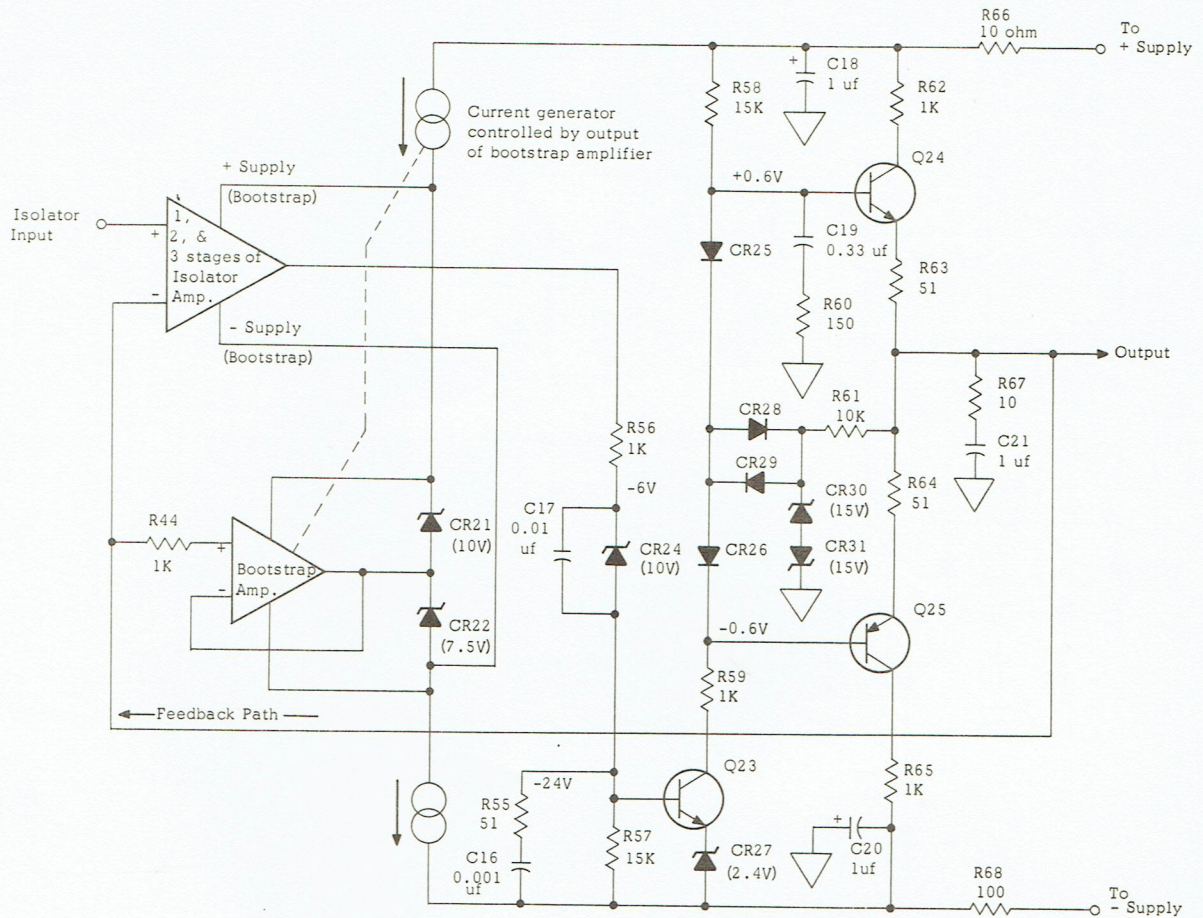 R66
10 ohm
To
+ Supply
C18
1 uf
+
R58
15K
R62
1K
Current generator
controlled by output
of bootstrap amplifier
Q24
+0.6V
+ Supply
(Bootstrap)
Isolator
Input
1,
2, &
3 stages of
Isolator
Amp.
+
-
C19
0.33 uf
CR25
R63
51
R60
150
- Supply
(Bootstrap)
Output
R67
10
C21
1 uf
CR28
R61
10K
R56
1K
CR29
R64
51
-6V
C17
0.01
uf
CR30
(15V)
R44
1K
CR21
(10V)
CR24
(10V)
CR26
CR31
(15V)
+
-
Bootstrap
Amp.
CR22
(7.5V)
Q25
-0.6V
R59
1K
Feedback Path
Q23
R65
1K
-24V
R55
51
R57
15K
+
C20
1uf
C16
0.001
uf
CR27
(2.4V)
R68
100
To
- Supply